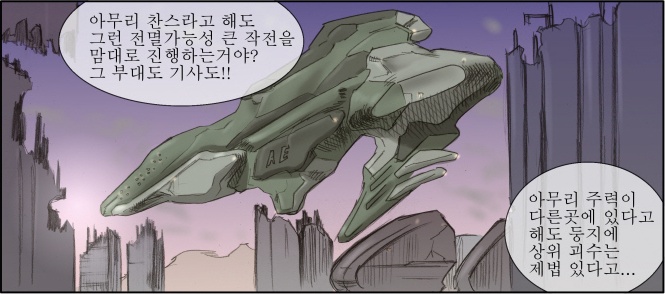 아무리 찬스라고 해도
그런 전멸가능성 큰 작전을
맘대로 진행하는거야?
그 부대도 기사도!!
AE
아무리 주력이
다른곳에 있다고
해도 둥지에
상위 괴수는
제법 있다고...